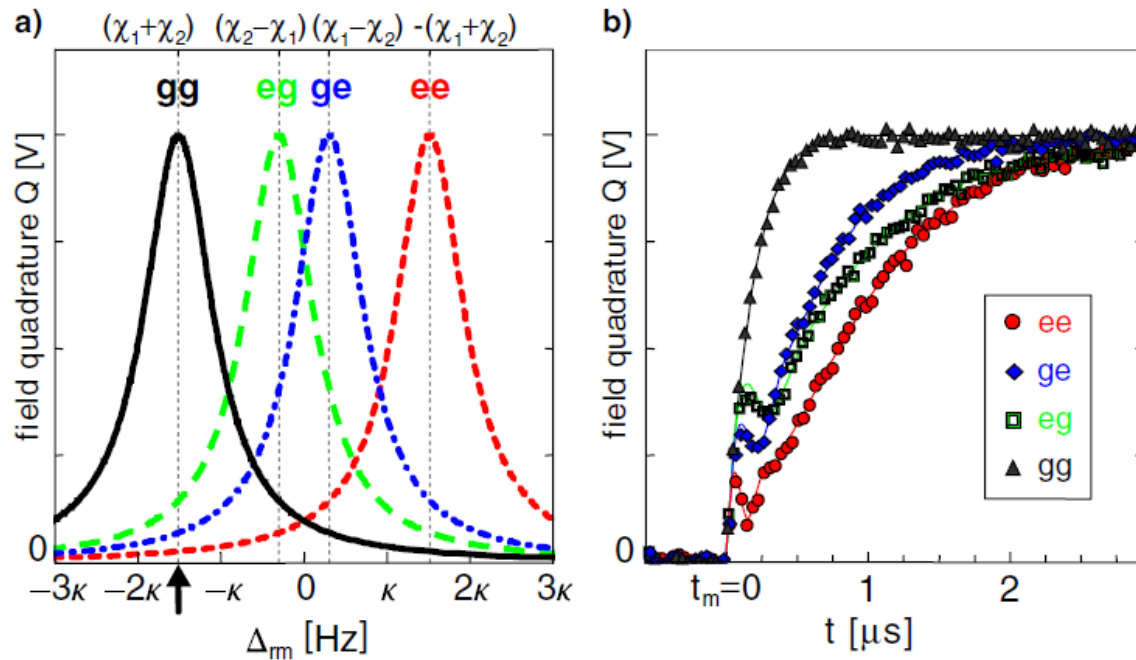 a) (χ₁+χ₂) (χ₂−χ₁) (χ₁−χ₂) -(χ₁+χ₂)
gg eg ge ee
field quadrature Q [V]
0
−3κ −2κ −κ 0 κ 2κ 3κ
Δrm [Hz]
b)
field quadrature Q [V]
ee
ge
eg
gg
0
tm=0 1 2
t [μs]